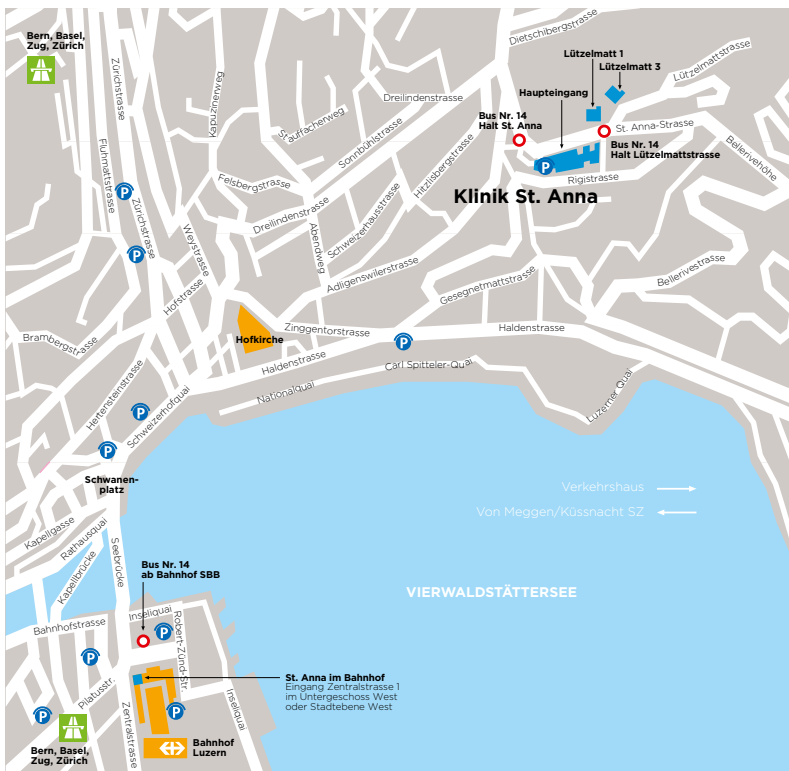 Bern, Basel,
Zug, Zürich
Zürichstrasse
Kapuzinerweg
Stauffacherweg
Dreilindenstrasse
Dietschibergstrasse
Lützelmatt 1
Lützelmatt 3
Lützelmattstrasse
Haupteingang
Bus Nr. 14
Halt St. Anna
St. Anna-Strasse
Bus Nr. 14
Halt Lützelmattstrasse
Bellerivehöhe
P
Rigistrasse
Klinik St. Anna
Fluhmattstrasse
P
Zürichstrasse
Felsbergstrasse
Sonnbühlstrasse
Hitzlisbergstrasse
Schweizerhausstrasse
Dreilindenstrasse
Abendweg
Weystrasse
P
Hofstrasse
Adligenswilerstrasse
Gesegnetmattstrasse
Bellerivestrasse
Brambergstrasse
Hofkirche
Zinggentorstrasse
P
Haldenstrasse
Haldenstrasse
Carl Spitteler-Quai
Nationalquai
Luzerner Quai
Hertensteinstrasse
P
Schweizerhofquai
P
Schwanen-
platz
Verkehrshaus
Von Meggen/Küssnacht SZ
Kapellgasse
Rathausquai
Kapellbrücke
Seebrücke
Bus Nr. 14
ab Bahnhof SBB
VIERWALDSTÄTTERSEE
Inseliquai
Bahnhofstrasse
P
Robert-Zünd-Str.
P
Pilatusstr.
St. Anna im Bahnhof
Eingang Zentralstrasse 1
im Untergeschoss West
oder Stadtebene West
Inseliquai
P
P
Zentralstrasse
Bahnhof
Luzern
Bern, Basel,
Zug, Zürich